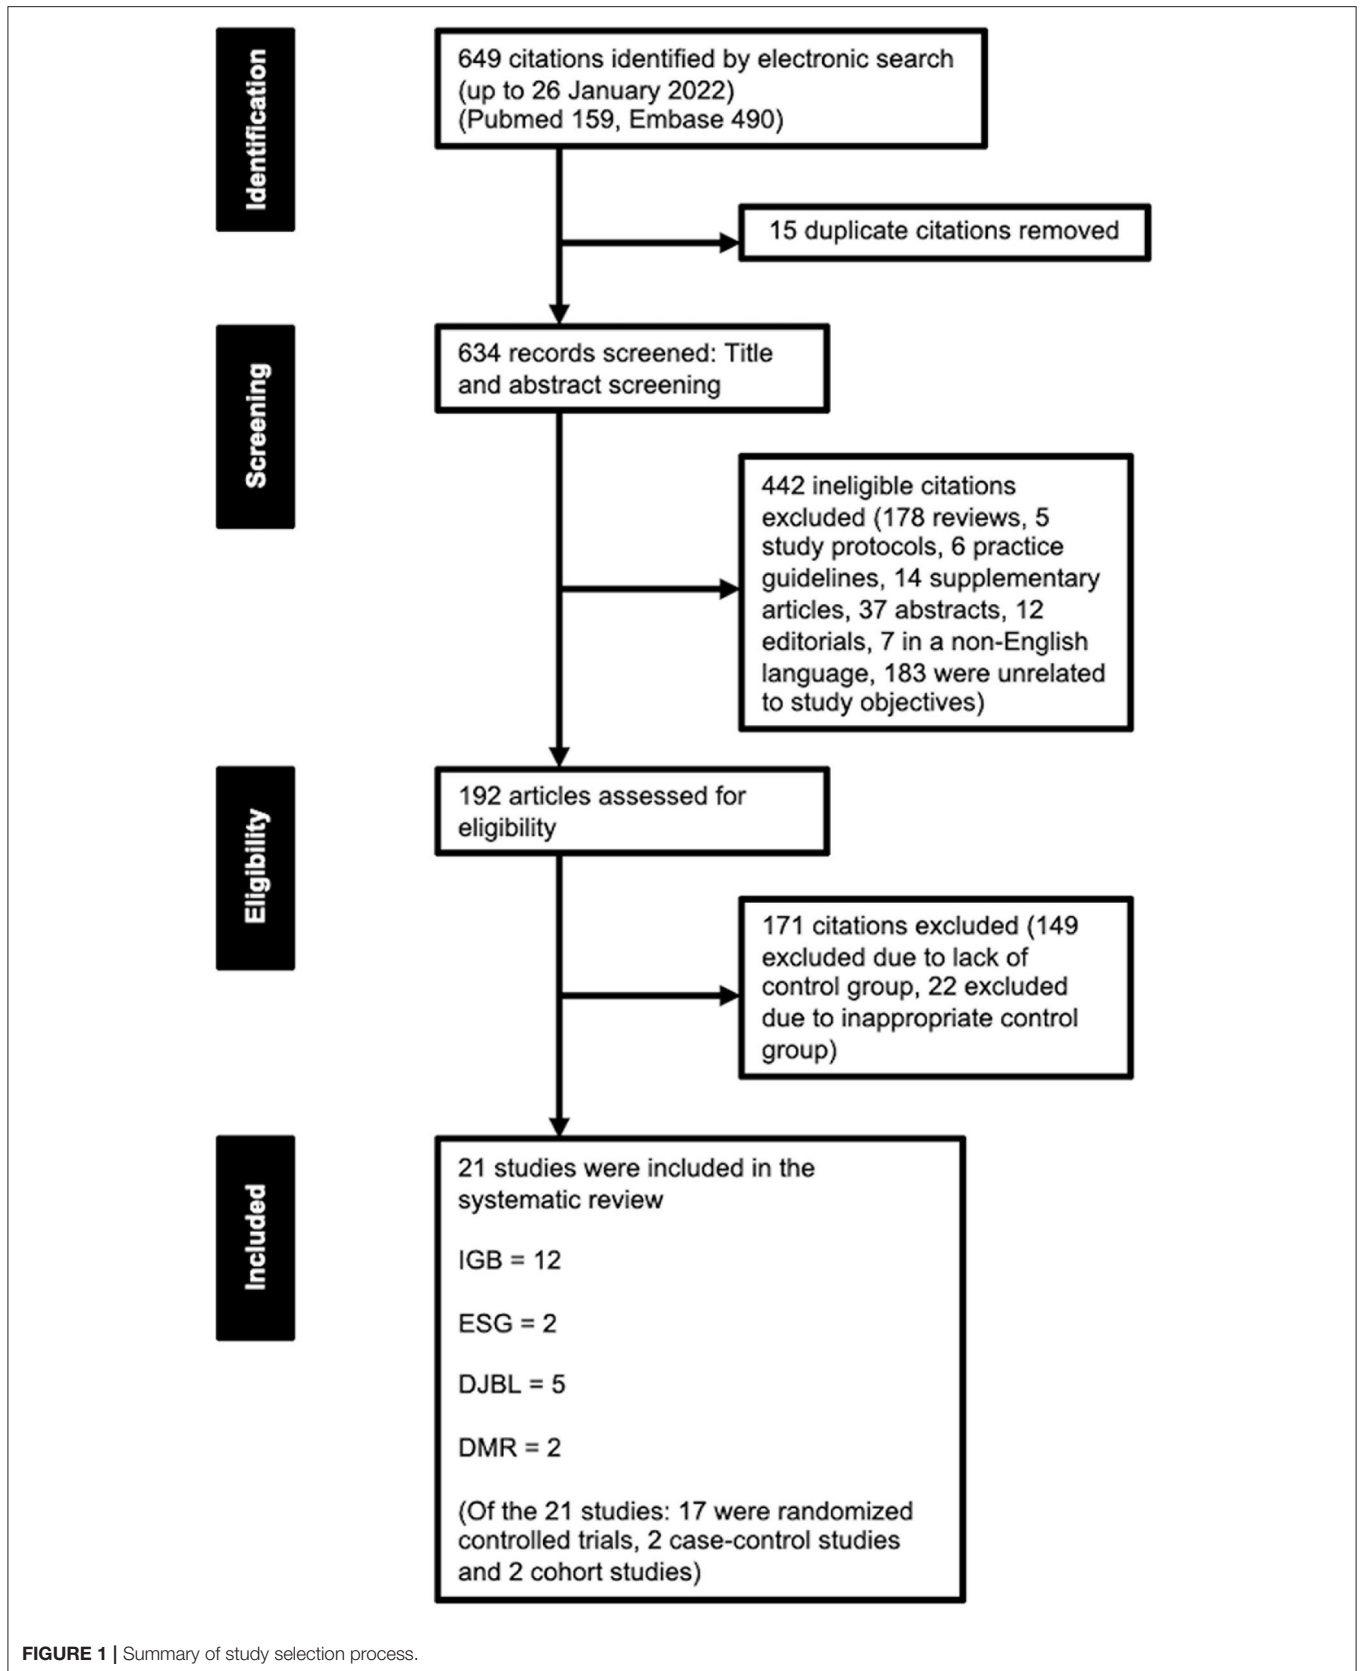 Identification
649 citations identified by electronic search
(up to 26 January 2022)
(Pubmed 159, Embase 490)
15 duplicate citations removed
Screening
634 records screened: Title
and abstract screening
442 ineligible citations
excluded (178 reviews, 5
study protocols, 6 practice
guidelines, 14 supplementary
articles, 37 abstracts, 12
editorials, 7 in a non-English
language, 183 were unrelated
to study objectives)
Eligibility
192 articles assessed for
eligibility
171 citations excluded (149
excluded due to lack of
control group, 22 excluded
due to inappropriate control
group)
Included
21 studies were included in the
systematic review
IGB = 12
ESG = 2
DJBL = 5
DMR = 2
(Of the 21 studies: 17 were randomized
controlled trials, 2 case-control studies
and 2 cohort studies)
FIGURE 1 | Summary of study selection process.